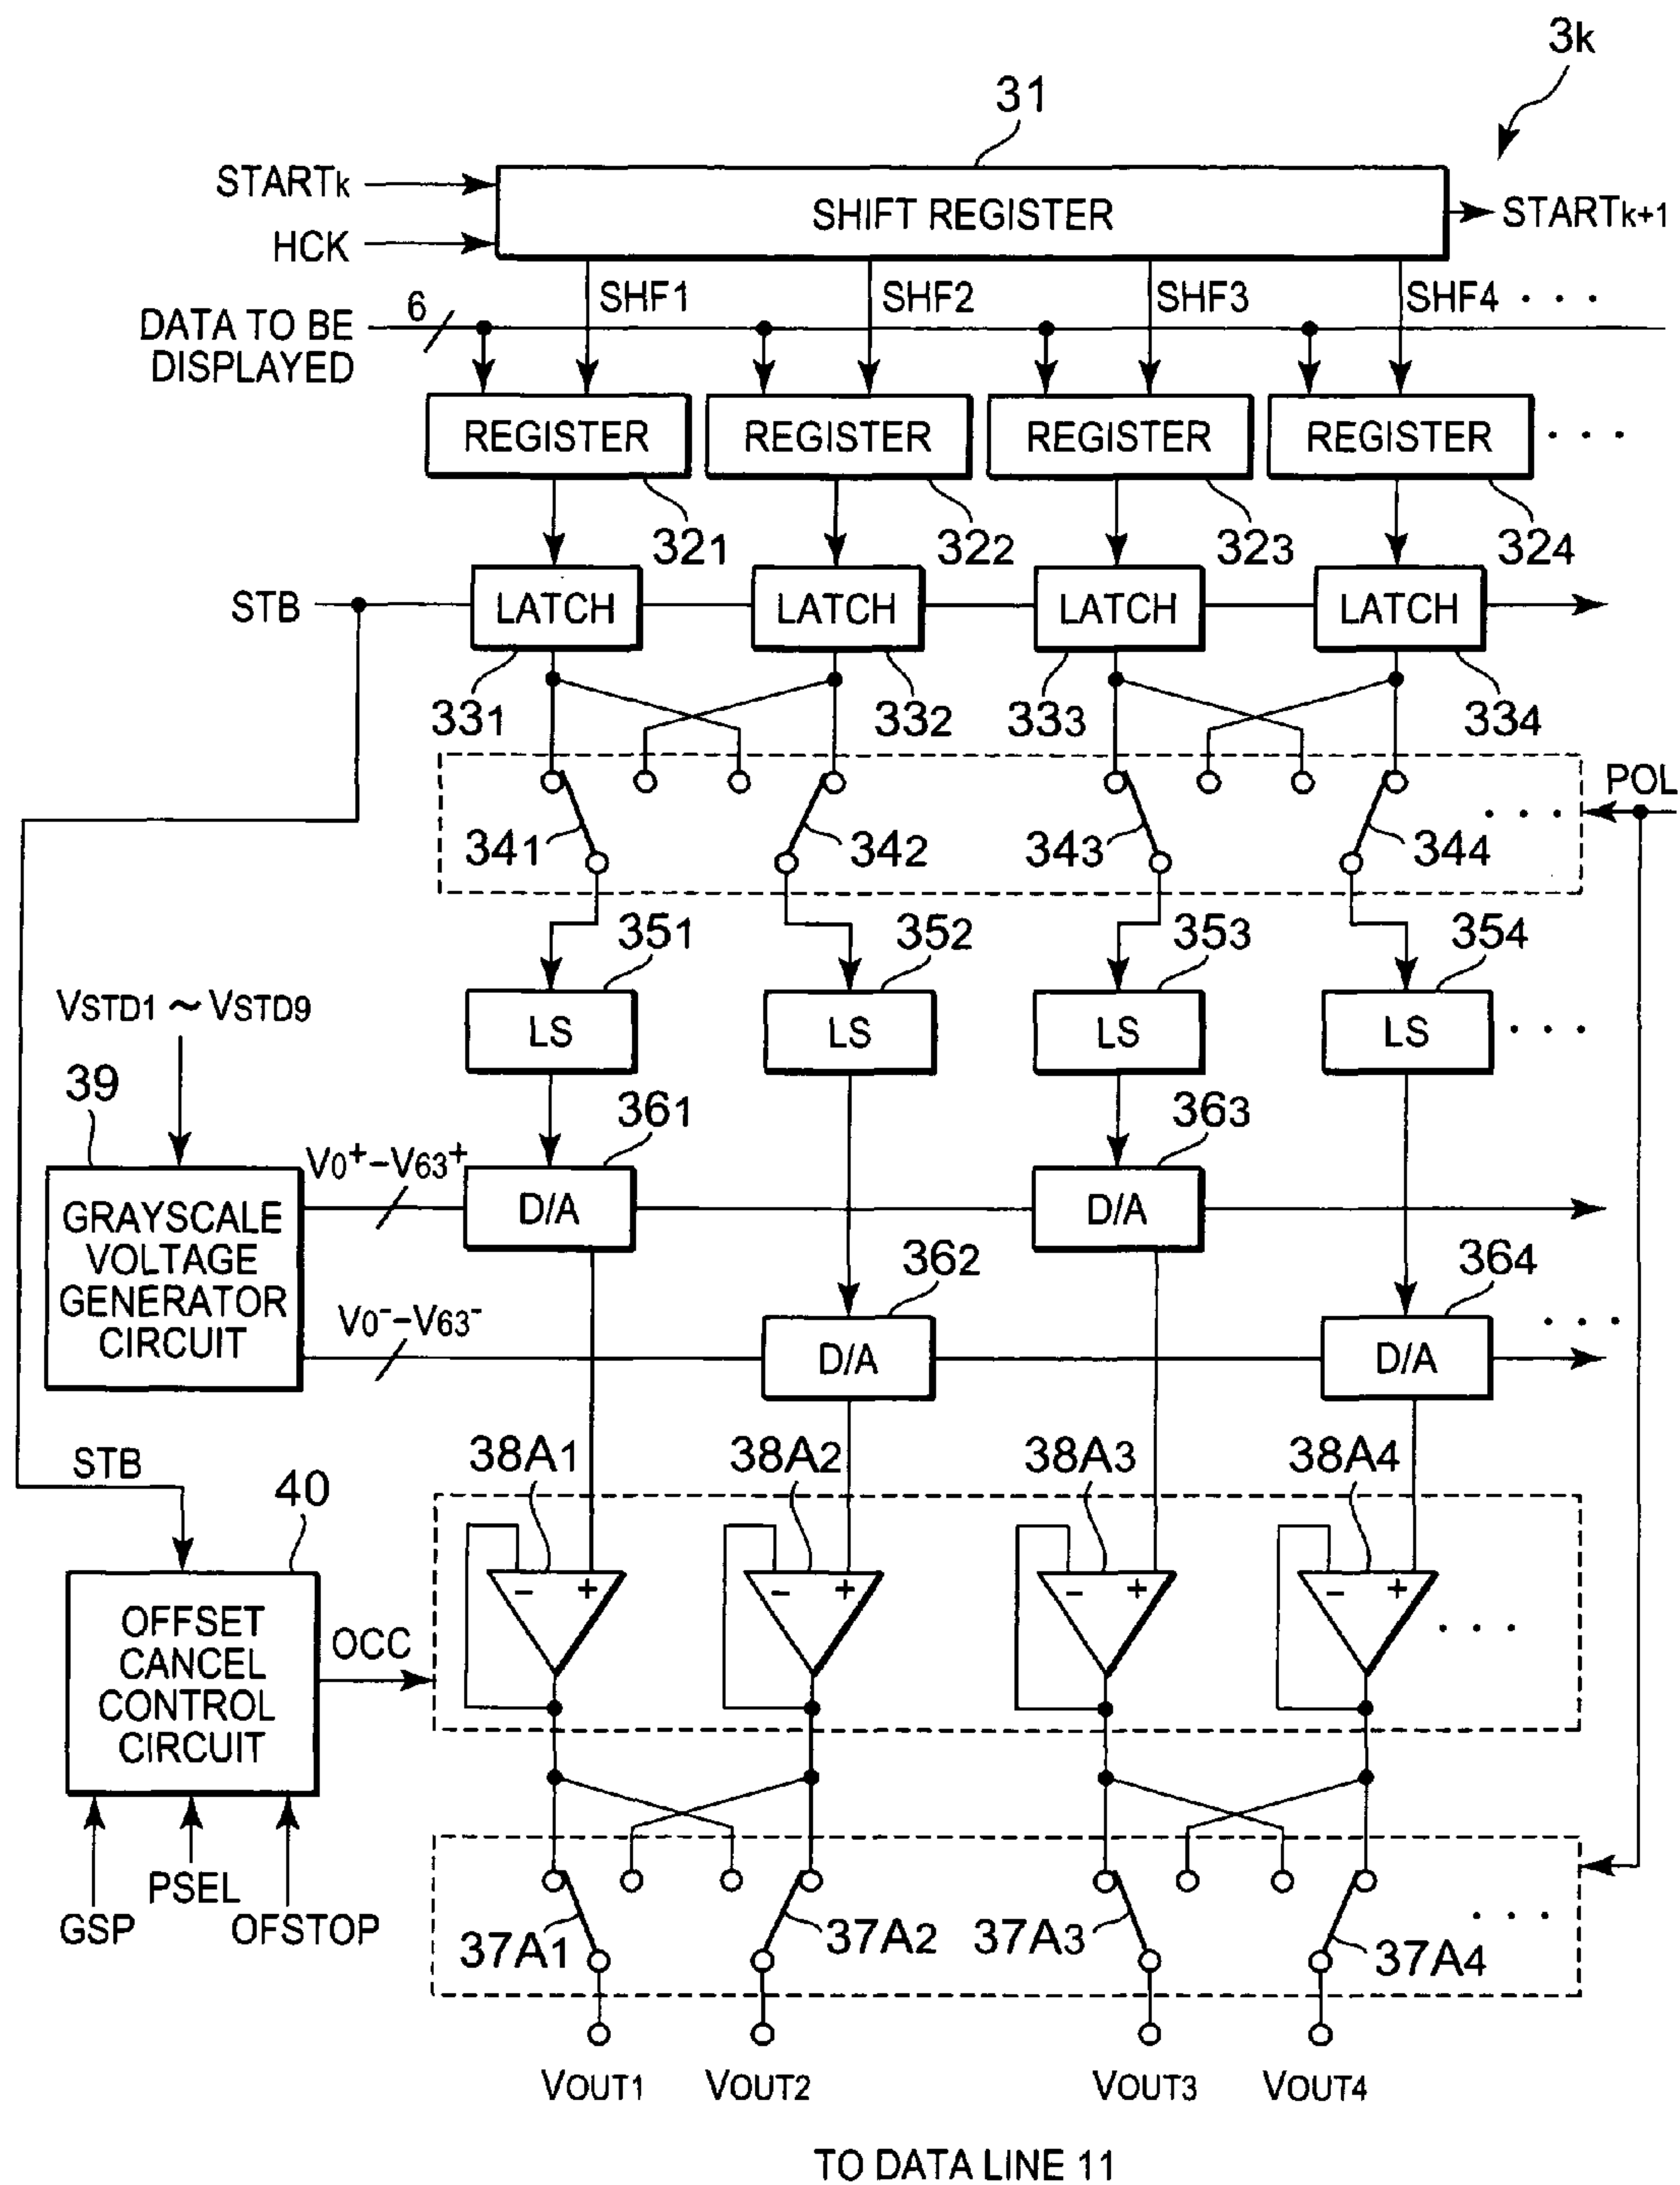 3k
31
STARTk
SHIFT REGISTER
STARTk+1
HCK
SHF1 SHF2 SHF3 SHF4 · · ·
6
DATA TO BE
DISPLAYED
REGISTER REGISTER REGISTER REGISTER · · ·
321 322 323 324
STB LATCH LATCH LATCH LATCH
331 332 333 334
POL
341 342 343 344 · · ·
351 352 353 354
VSTD1 ~ VSTD9
LS LS LS LS · · ·
39
361 363
V0+–V63+
D/A D/A
GRAYSCALE
VOLTAGE
GENERATOR
CIRCUIT
362 364
V0-–V63-
D/A D/A · · ·
STB
38A1 38A2 38A3 38A4
40
− + − + − + − +
OFFSET
CANCEL
CONTROL
CIRCUIT
OCC
· · ·
GSP
PSEL
OFSTOP
37A1 37A2 37A3 37A4 · · ·
VOUT1 VOUT2 VOUT3 VOUT4
TO DATA LINE 11